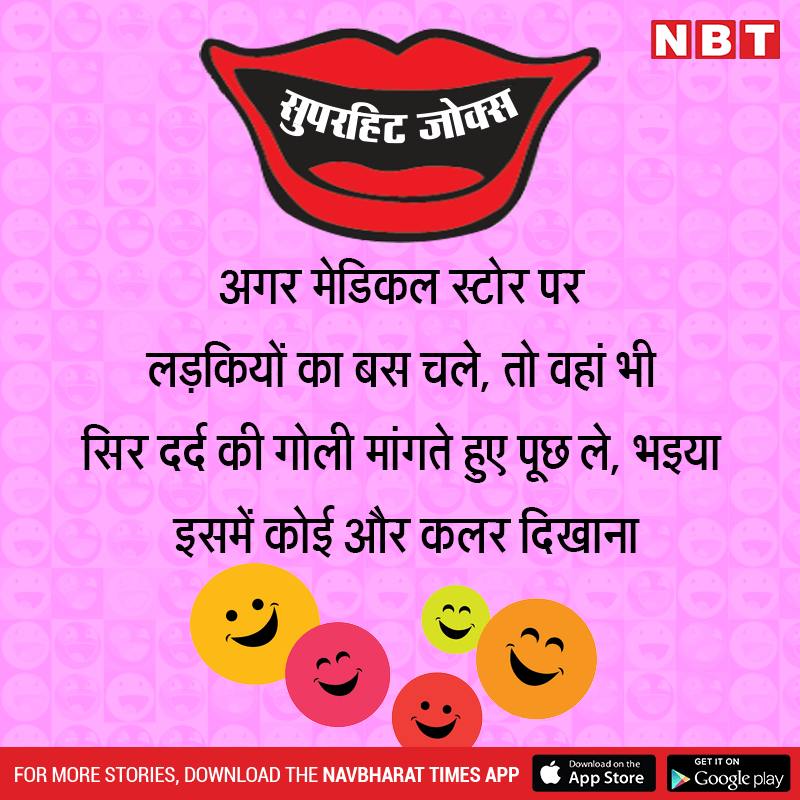 NBT
सुपरहिट जोक्स
अगर मेडिकल स्टोर पर
लड़कियों का बस चले, तो वहां भी
सिर दर्द की गोली मांगते हुए पूछ ले, भइया
इसमें कोई और कलर दिखाना
FOR MORE STORIES, DOWNLOAD THE NAVBHARAT TIMES APP
Download on the
App Store
GET IT ON
Google play